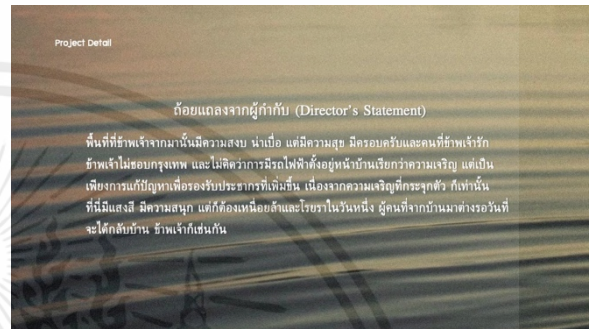 Project Detail
ถ้อยแถลงจากผู้กำกับ (Director's Statement)
พื้นที่ที่ข้าพเจ้าจากมานั้นมีความสงบ น่าเบื่อ แต่มีความสุข มีครอบครัวและคนที่ข้าพเจ้ารัก
ข้าพเจ้าไม่ชอบกรุงเทพ และไม่คิดว่าการมีรถไฟฟ้าตั้งอยู่หน้าบ้านเรียกว่าความเจริญ แต่เป็น
เพียงการแก้ปัญหาเพื่อรองรับประชากรที่เพิ่มขึ้น เนื่องจากความเจริญที่กระจุกตัว ก็เท่านั้น
ที่นี่มีแสงสี มีความสนุก แต่ก็ต้องเหนื่อยล้าและโรยราในวันหนึ่ง ผู้คนที่จากบ้านมาต่างรอวันที่
จะได้กลับบ้าน ข้าพเจ้าก็เช่นกัน